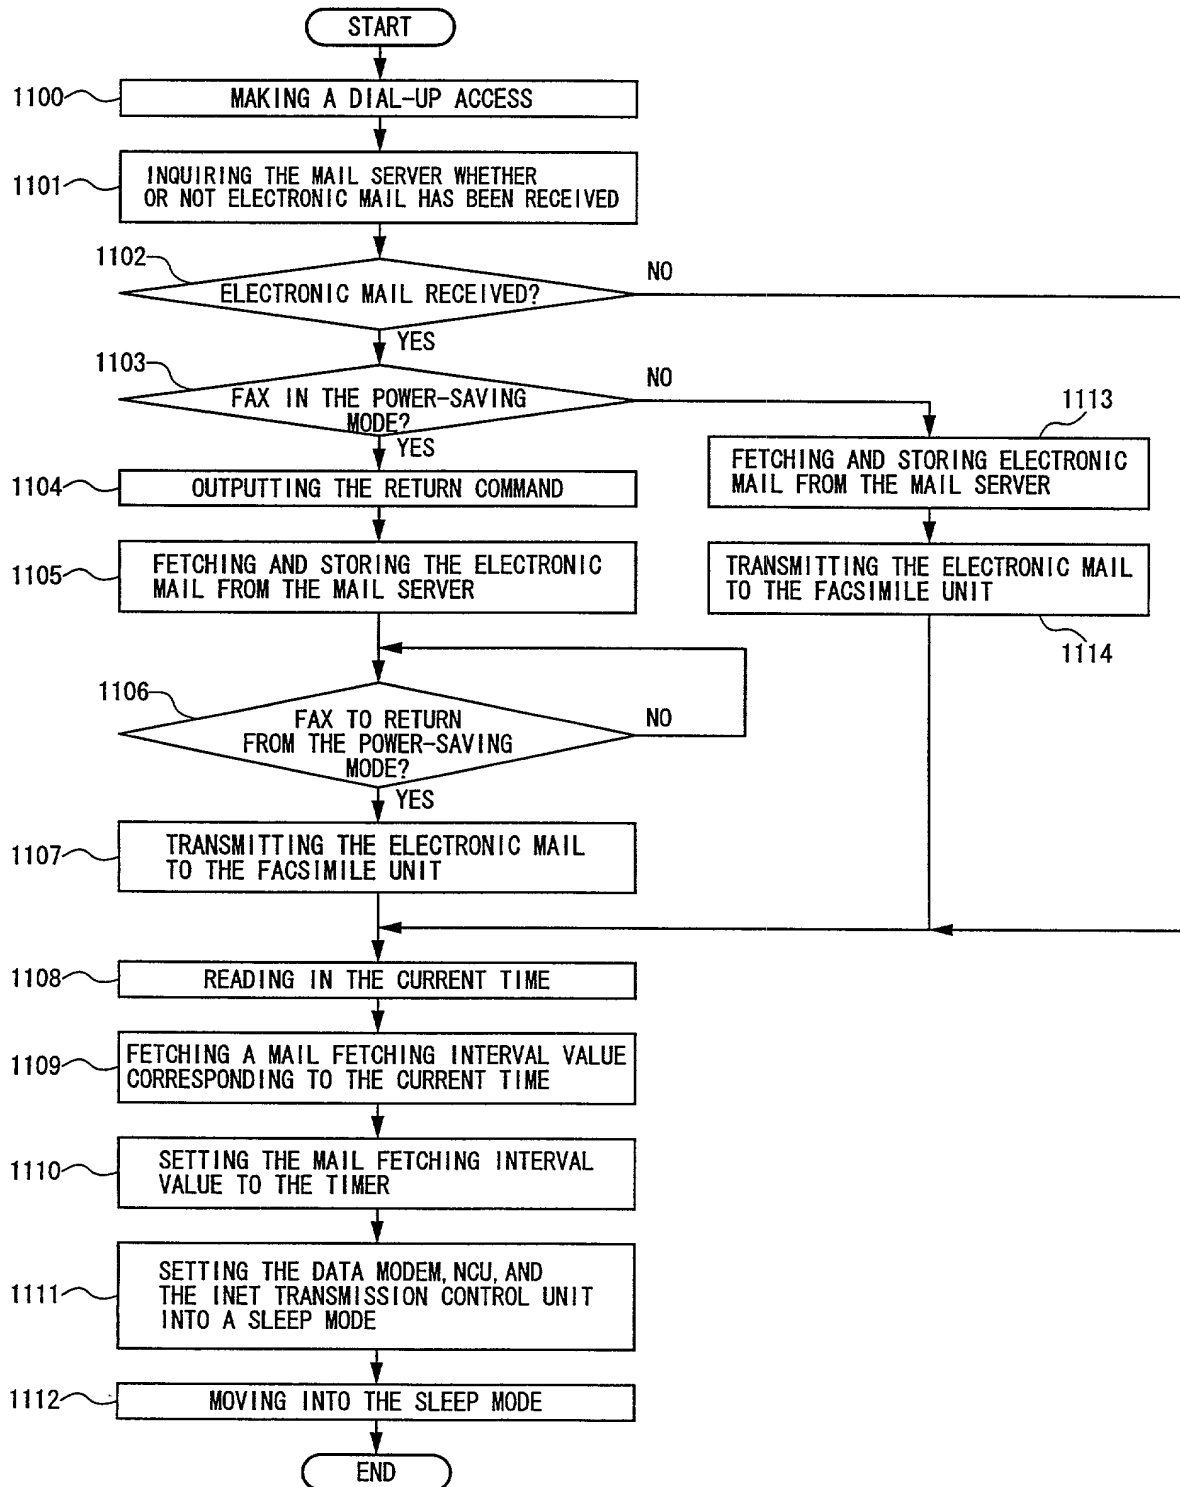 START
1100
MAKING A DIAL-UP ACCESS
1101
INQUIRING THE MAIL SERVER WHETHER
OR NOT ELECTRONIC MAIL HAS BEEN RECEIVED
1102
ELECTRONIC MAIL RECEIVED?
NO
YES
1103
FAX IN THE POWER-SAVING
MODE?
NO
YES
1113
FETCHING AND STORING ELECTRONIC
MAIL FROM THE MAIL SERVER
1104
OUTPUTTING THE RETURN COMMAND
1105
FETCHING AND STORING THE ELECTRONIC
MAIL FROM THE MAIL SERVER
TRANSMITTING THE ELECTRONIC MAIL
TO THE FACSIMILE UNIT
1114
1106
FAX TO RETURN
FROM THE POWER-SAVING
MODE?
NO
YES
1107
TRANSMITTING THE ELECTRONIC MAIL
TO THE FACSIMILE UNIT
1108
READING IN THE CURRENT TIME
1109
FETCHING A MAIL FETCHING INTERVAL VALUE
CORRESPONDING TO THE CURRENT TIME
1110
SETTING THE MAIL FETCHING INTERVAL
VALUE TO THE TIMER
1111
SETTING THE DATA MODEM, NCU, AND
THE INET TRANSMISSION CONTROL UNIT
INTO A SLEEP MODE
1112
MOVING INTO THE SLEEP MODE
END